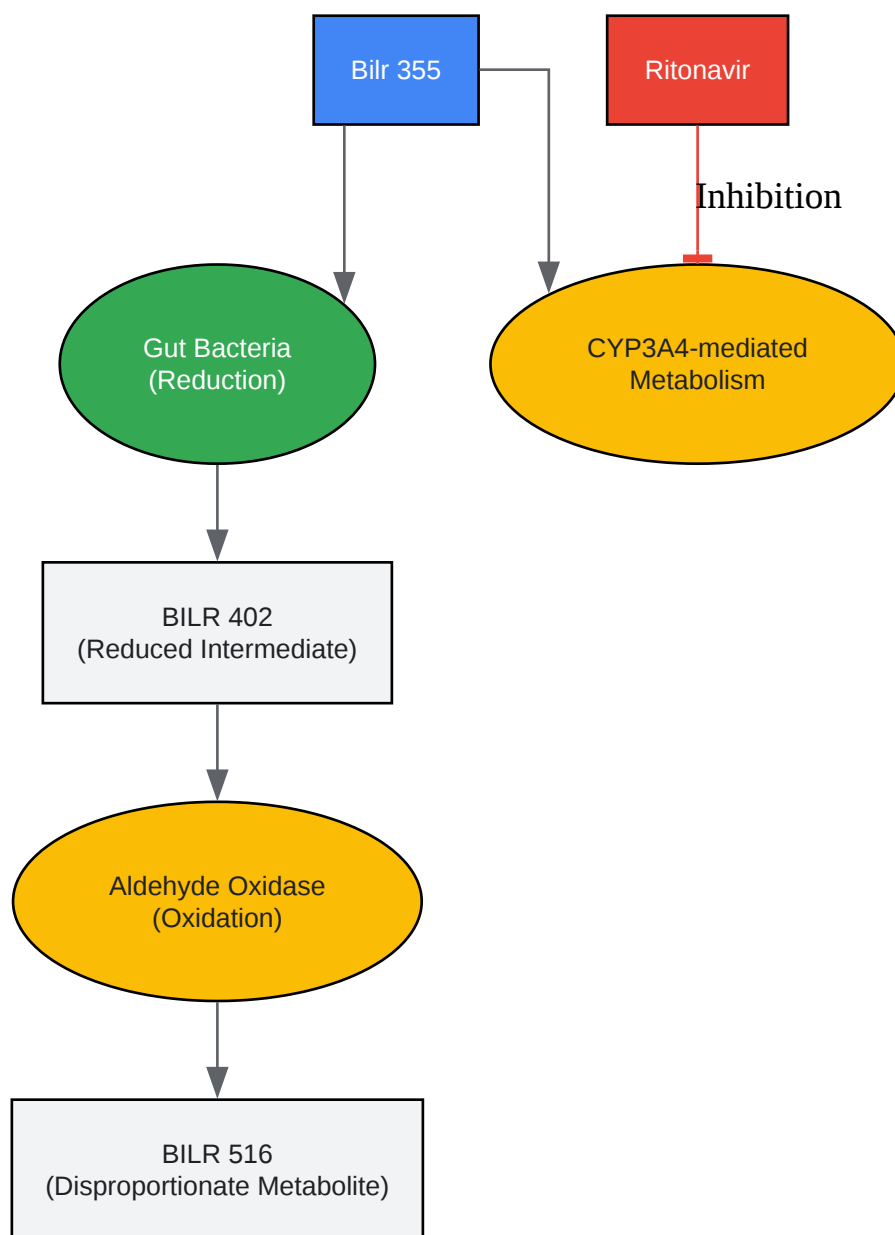 Bilr 355
Ritonavir
Inhibition
Gut Bacteria
(Reduction)
CYP3A4-mediated
Metabolism
BILR 402
(Reduced Intermediate)
Aldehyde Oxidase
(Oxidation)
BILR 516
(Disproportionate Metabolite)